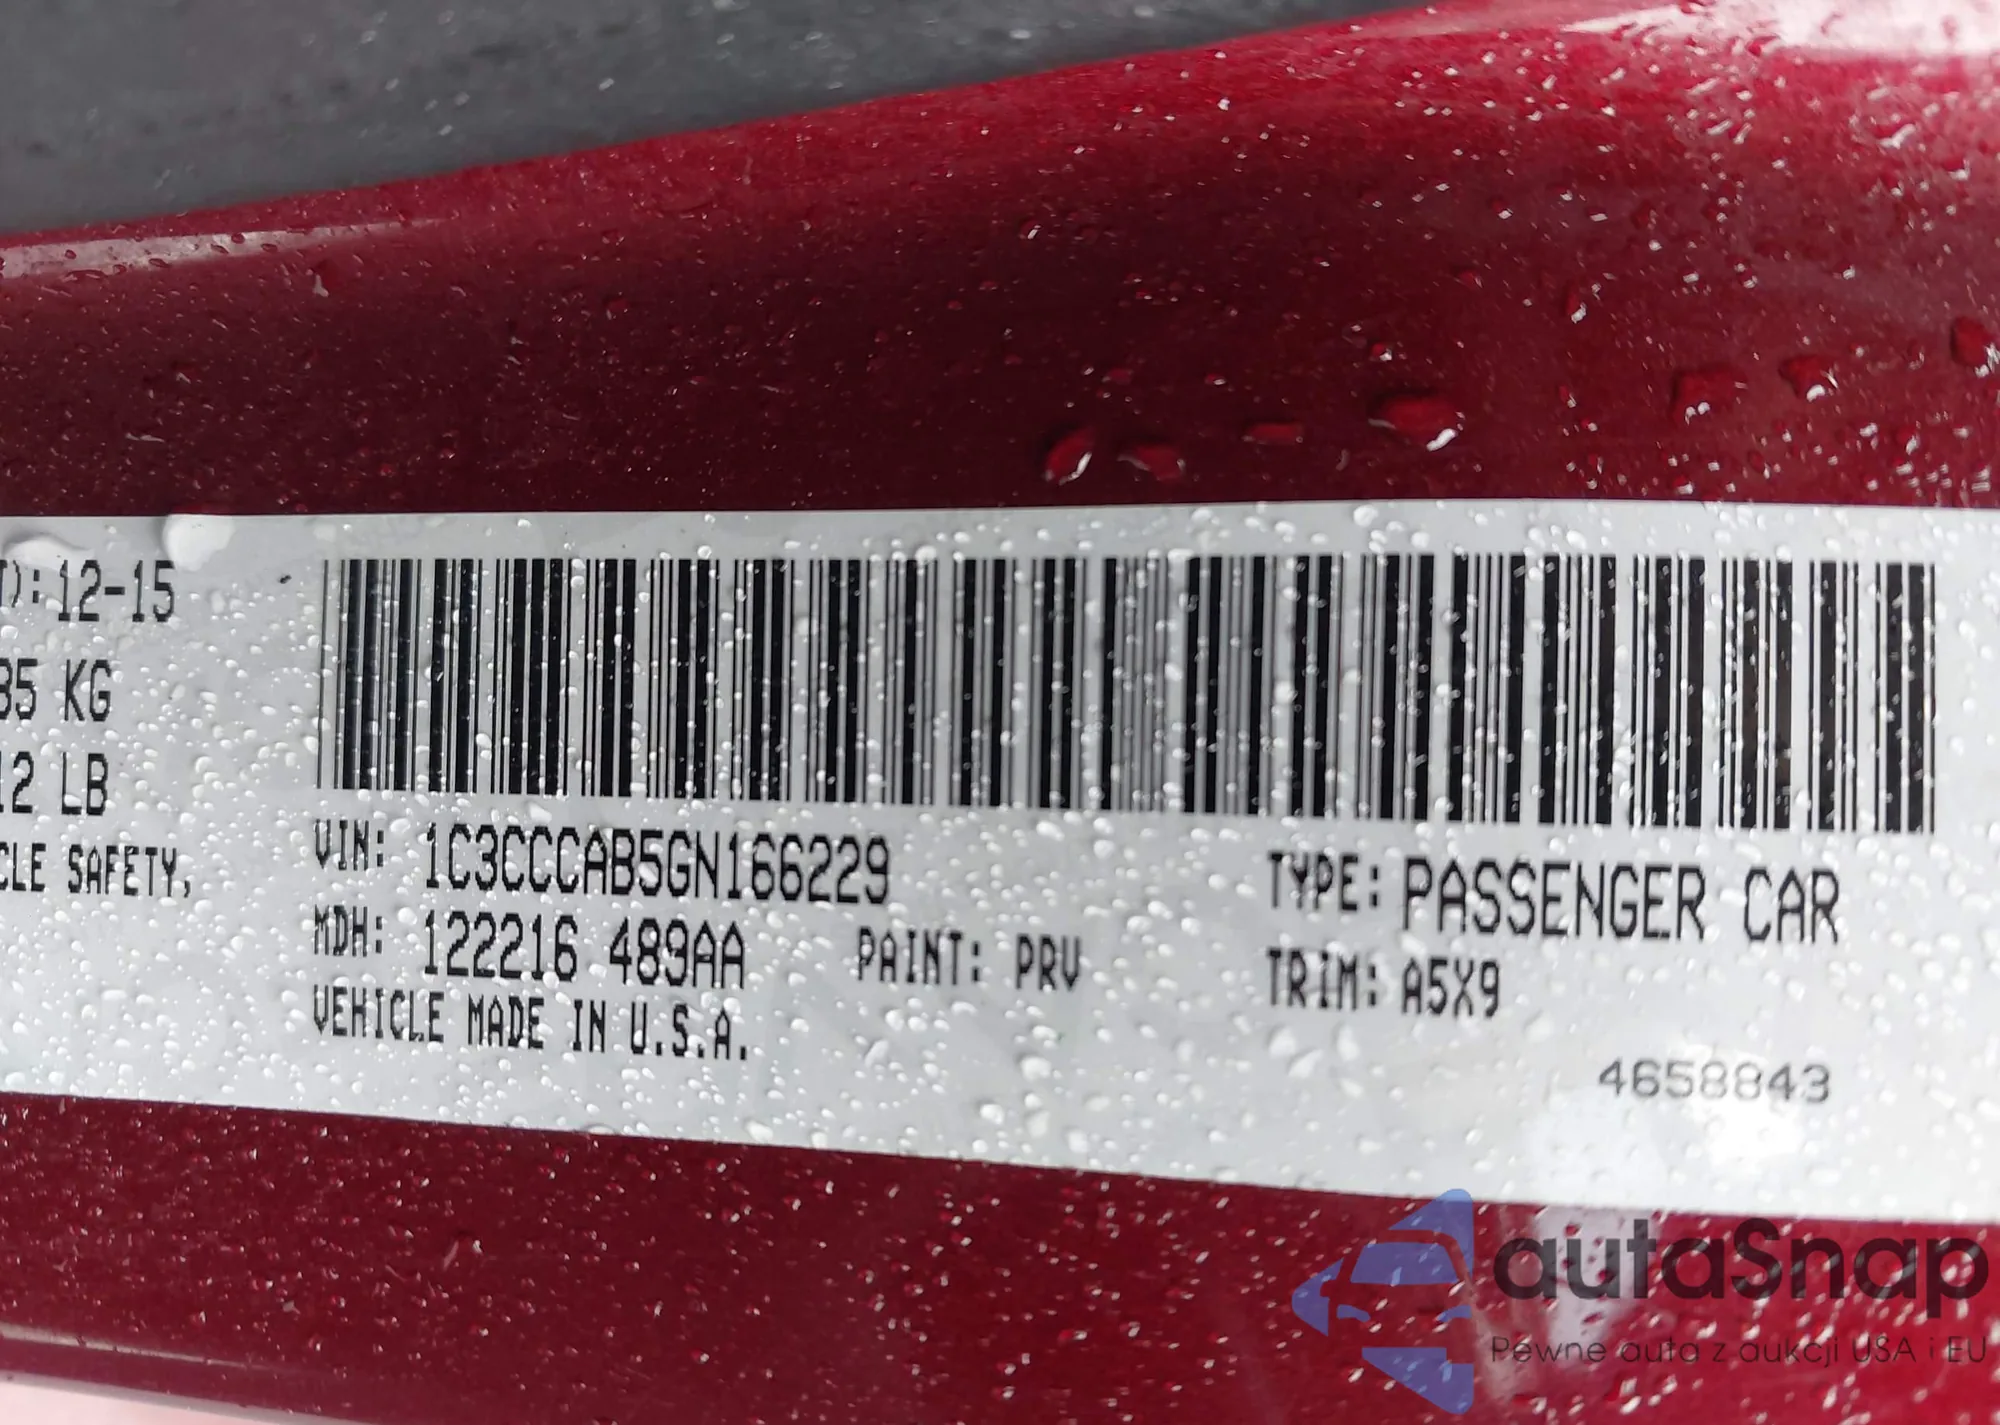 T): 12-15
85 KG
12 LB
CLE SAFETY,
VIN: 1C3CCCAB5GN166229
MDH: 122216 489AA PAINT: PRV
VEHICLE MADE IN U.S.A.
TYPE: PASSENGER CAR
TRIM: A5X9
4658843
autaSnap
Pewne auta z aukcji USA i EU